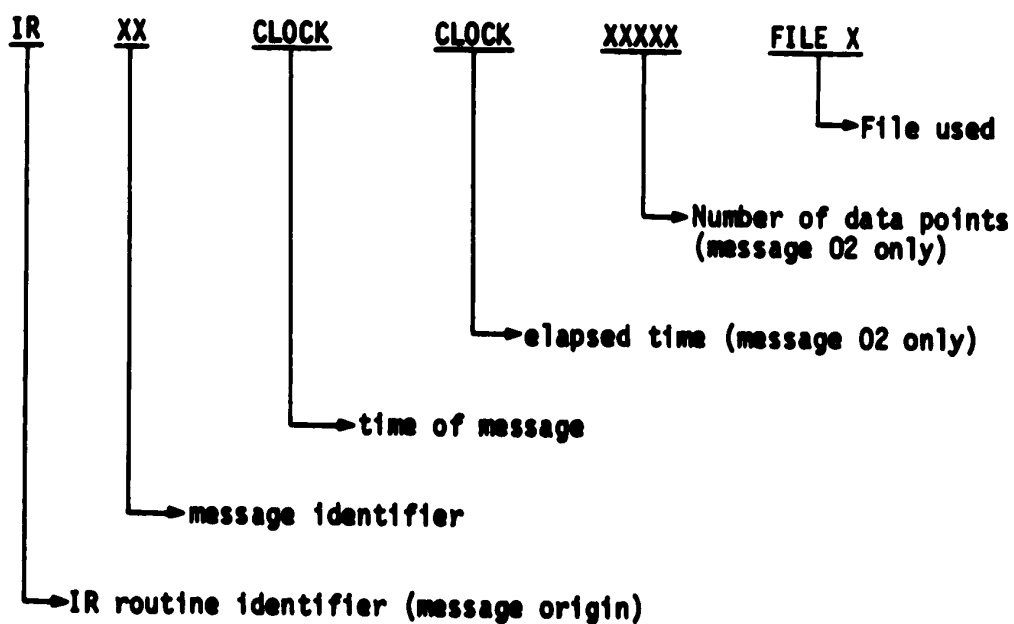 IR XX CLOCK CLOCK XXXXX FILE X
File used
Number of data points
(message 02 only)
elapsed time (message 02 only)
time of message
message identifier
IR routine identifier (message origin)